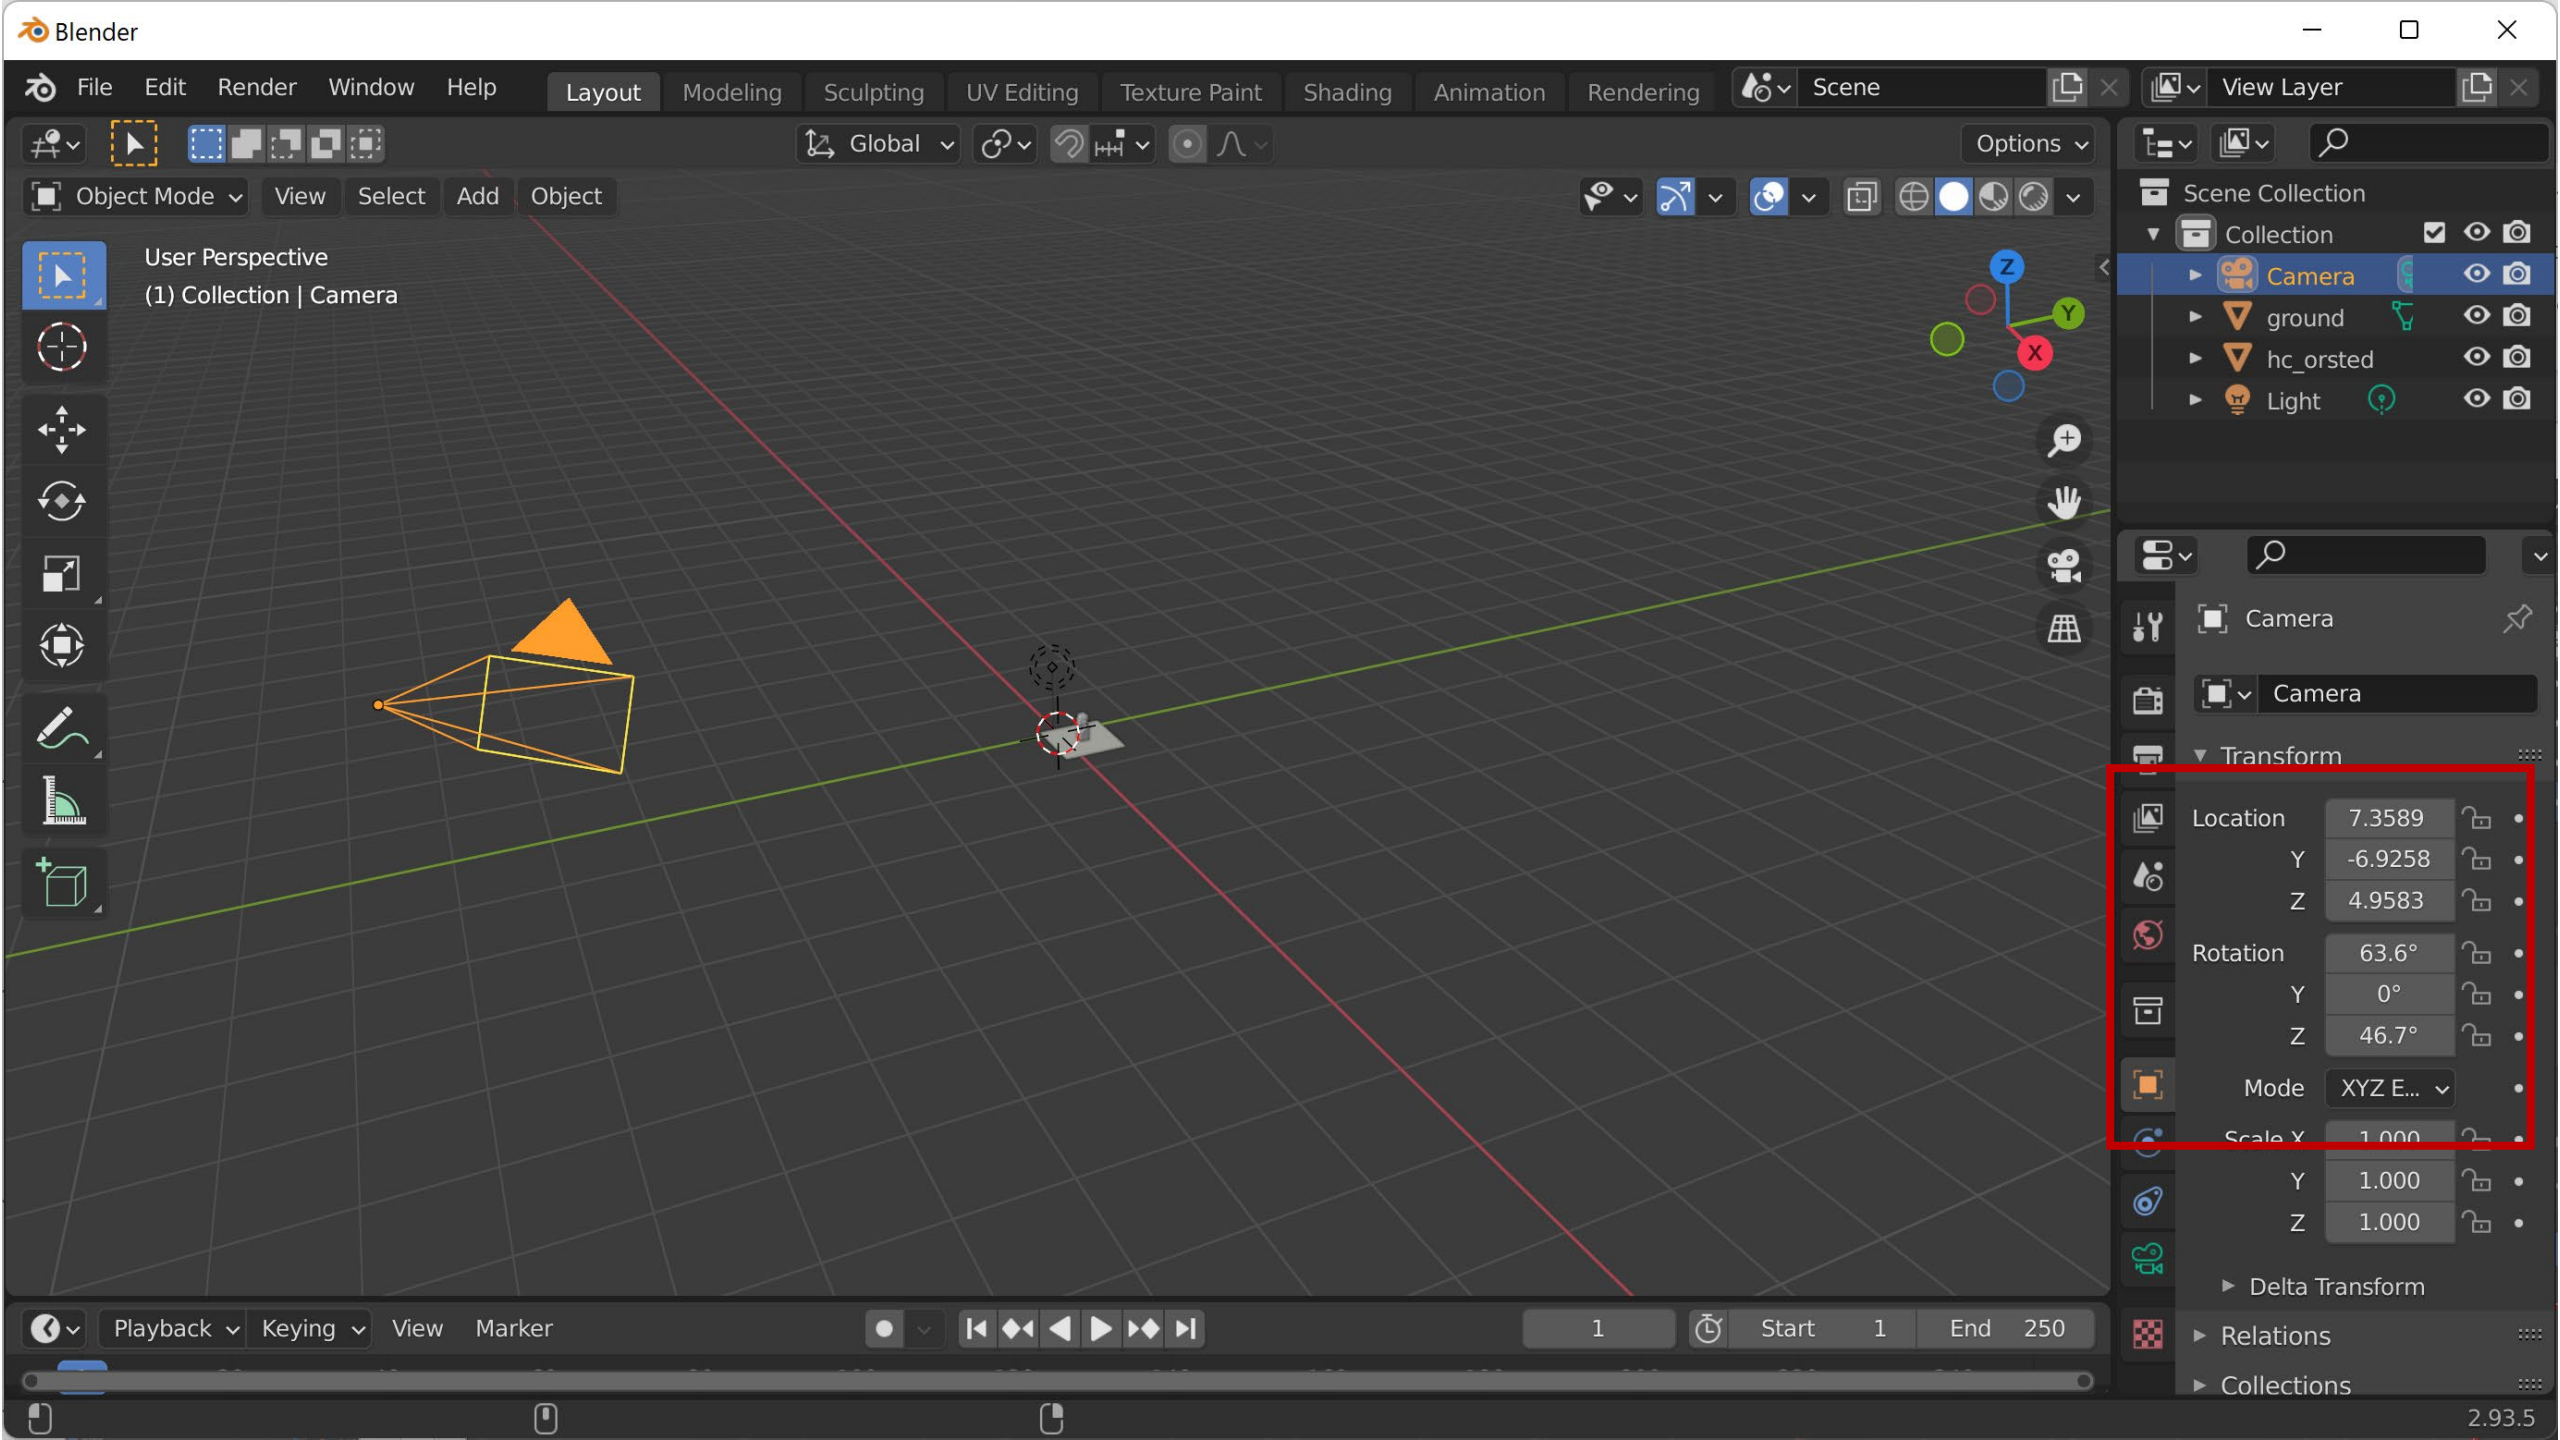 Blender
File Edit Render Window Help Layout Modeling Sculpting UV Editing Texture Paint Shading Animation Rendering Scene View Layer
Global Options
Object Mode View Select Add Object
User Perspective
(1) Collection | Camera
Z
Y
X
Scene Collection
Collection
Camera
ground
hc_orsted
Light
Camera
Camera
Transform
Location 7.3589
Y -6.9258
Z 4.9583
Rotation 63.6°
Y 0°
Z 46.7°
Mode XYZ E...
Scale X 1.000
Y 1.000
Z 1.000
Delta Transform
Relations
Collections
Playback Keying View Marker 1 Start 1 End 250
2.93.5